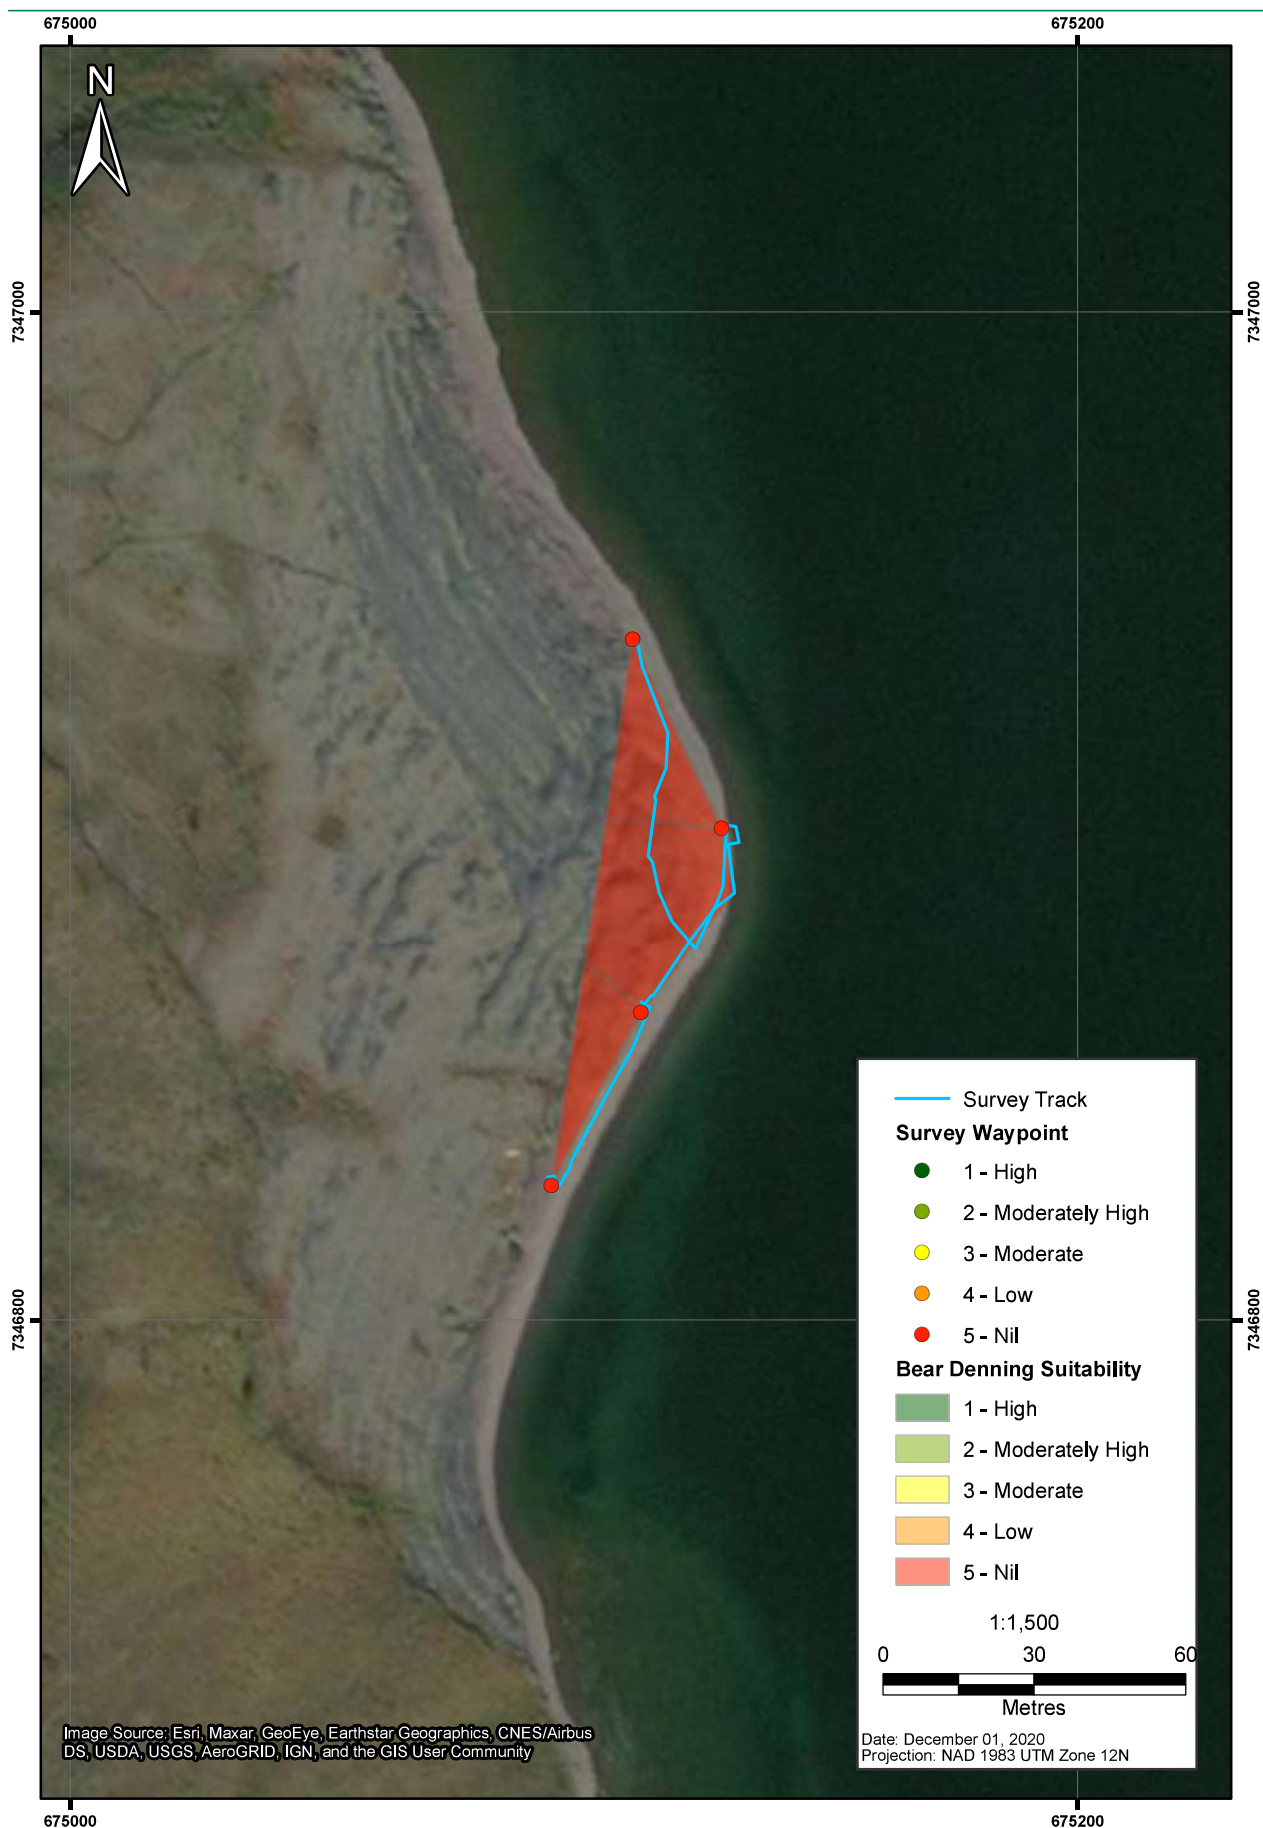 675000
675200
N
7347000
7347000
Survey Track
Survey Waypoint
1 - High
2 - Moderately High
3 - Moderate
4 - Low
5 - Nil
Bear Denning Suitability
1 - High
2 - Moderately High
3 - Moderate
4 - Low
5 - Nil
7346800
7346800
1:1,500
0 30 60
Metres
Date: December 01, 2020
Projection: NAD 1983 UTM Zone 12N
Image Source: Esri, Maxar, GeoEye, Earthstar Geographics, CNES/Airbus
DS, USDA, USGS, AeroGRID, IGN, and the GIS User Community
675000
675200